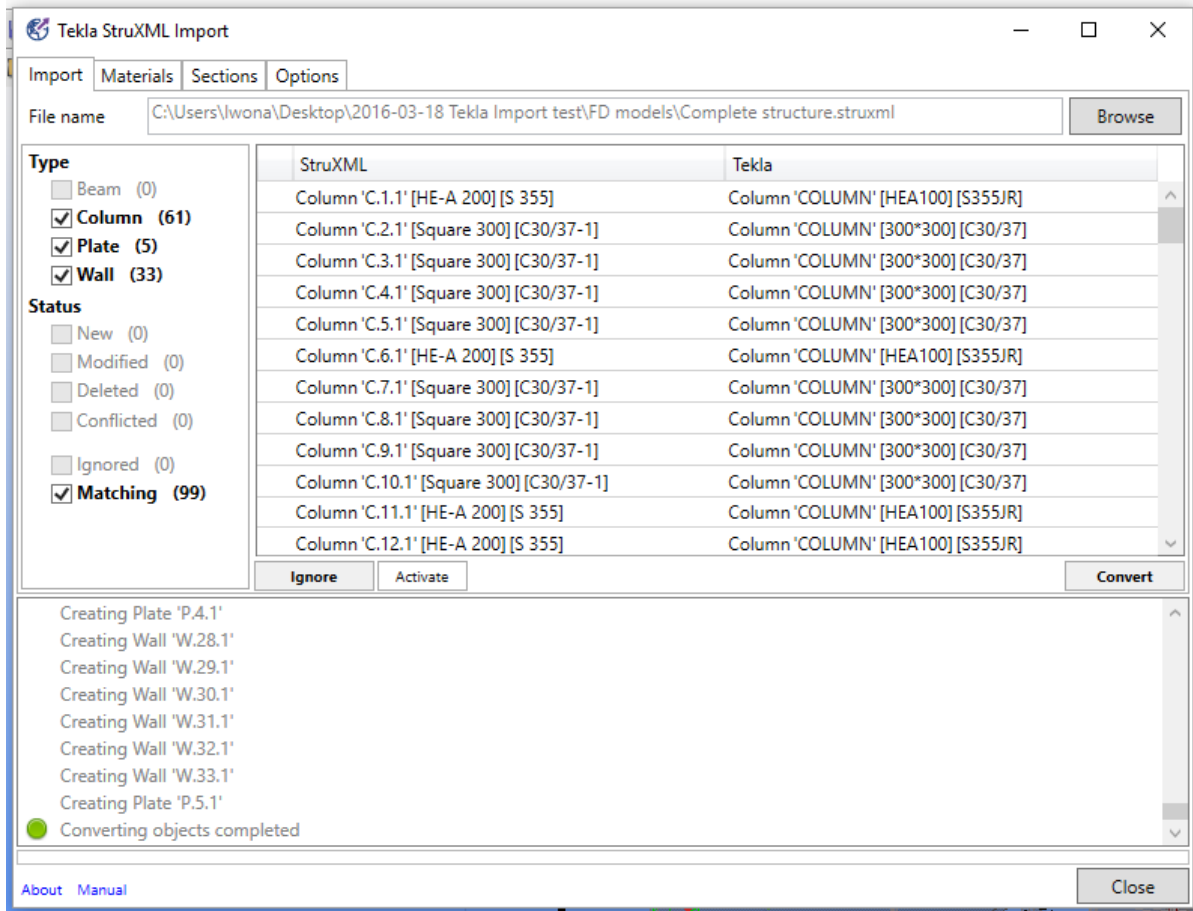 Tekla StruXML Import
Import Materials Sections Options
File name C:\Users\Iwona\Desktop\2016-03-18 Tekla Import test\FD models\Complete structure.struxml Browse
Type
Beam (0)
Column (61)
Plate (5)
Wall (33)
Status
New (0)
Modified (0)
Deleted (0)
Conflicted (0)
Ignored (0)
Matching (99)
StruXML Tekla
Column 'C.1.1' [HE-A 200] [S 355] Column 'COLUMN' [HEA100] [S355JR]
Column 'C.2.1' [Square 300] [C30/37-1] Column 'COLUMN' [300*300] [C30/37]
Column 'C.3.1' [Square 300] [C30/37-1] Column 'COLUMN' [300*300] [C30/37]
Column 'C.4.1' [Square 300] [C30/37-1] Column 'COLUMN' [300*300] [C30/37]
Column 'C.5.1' [Square 300] [C30/37-1] Column 'COLUMN' [300*300] [C30/37]
Column 'C.6.1' [HE-A 200] [S 355] Column 'COLUMN' [HEA100] [S355JR]
Column 'C.7.1' [Square 300] [C30/37-1] Column 'COLUMN' [300*300] [C30/37]
Column 'C.8.1' [Square 300] [C30/37-1] Column 'COLUMN' [300*300] [C30/37]
Column 'C.9.1' [Square 300] [C30/37-1] Column 'COLUMN' [300*300] [C30/37]
Column 'C.10.1' [Square 300] [C30/37-1] Column 'COLUMN' [300*300] [C30/37]
Column 'C.11.1' [HE-A 200] [S 355] Column 'COLUMN' [HEA100] [S355JR]
Column 'C.12.1' [HE-A 200] [S 355] Column 'COLUMN' [HEA100] [S355JR]
Ignore Activate Convert
Creating Plate 'P.4.1'
Creating Wall 'W.28.1'
Creating Wall 'W.29.1'
Creating Wall 'W.30.1'
Creating Wall 'W.31.1'
Creating Wall 'W.32.1'
Creating Wall 'W.33.1'
Creating Plate 'P.5.1'
Converting objects completed
About Manual Close